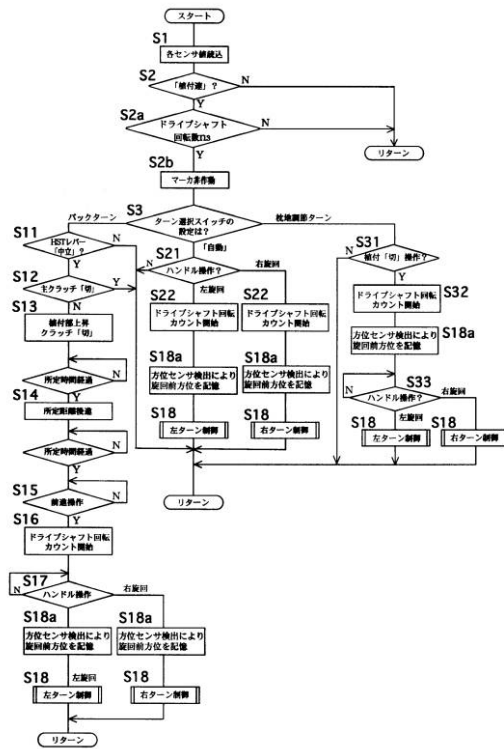 スタート
S1
各センサ値読込
S2
「植付速」?
N
Y
S2a
ドライブシャフト
回転数n3
N
Y
リターン
S2b
マーカ非作動
S3
ターン選択スイッチの
設定は?
バックターン
「自動」
枕地調節ターン
S11
HSTレバー
「中立」?
N
Y
S12
主クラッチ「切」
Y
N
S13
植付部上昇
クラッチ「切」
所定時間経過
N
Y
S14
所定距離後進
所定時間経過
N
Y
S15
前進操作
N
Y
S16
ドライブシャフト回転
カウント開始
S17
ハンドル操作
N
右旋回
S18a
方位センサ検出により
旋回前方位を記憶
S18a
方位センサ検出により
旋回前方位を記憶
S18
左旋回
左ターン制御
S18
右ターン制御
リターン
S21
ハンドル操作?
N
右旋回
左旋回
S22
ドライブシャフト回転
カウント開始
S22
ドライブシャフト回転
カウント開始
S18a
方位センサ検出により
旋回前方位を記憶
S18a
方位センサ検出により
旋回前方位を記憶
S18
左ターン制御
S18
右ターン制御
リターン
S31
植付「切」操作?
N
Y
S32
ドライブシャフト回転
カウント開始
S18a
方位センサ検出により
旋回前方位を記憶
S33
ハンドル操作?
N
右旋回
左旋回
S18
左ターン制御
S18
右ターン制御